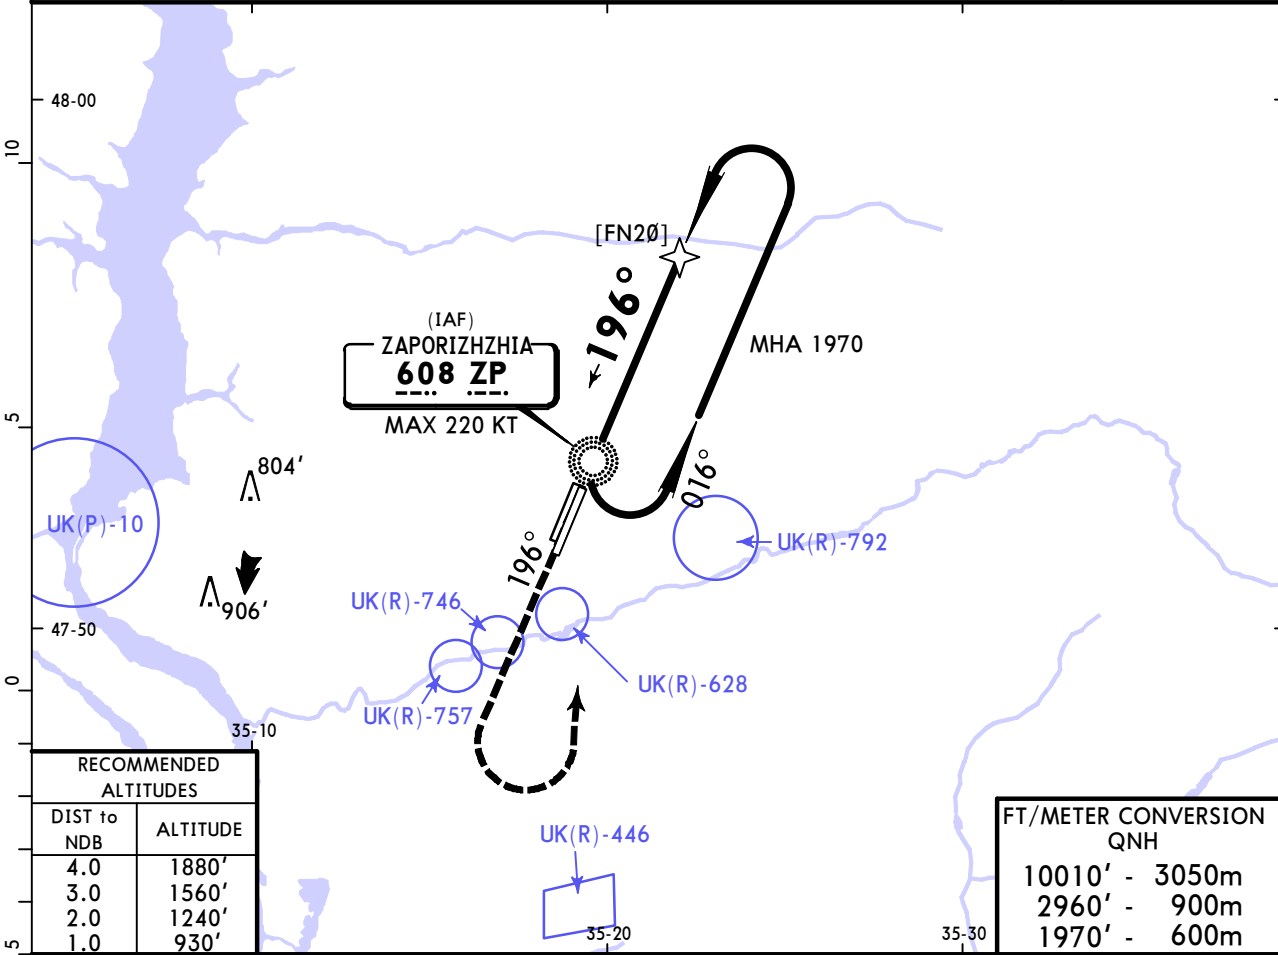 48-00
10
[FN2Ø]
196°
(IAF)
ZAPORIZHZHIA
608 ZP
MAX 220 KT
MHA 1970
5
804'
016°
UK(P)-10
UK(R)-792
196°
906'
UK(R)-746
47-50
UK(R)-628
0
UK(R)-757
35-10
RECOMMENDED
ALTITUDES
DIST to NDB
ALTITUDE
4.0 1880'
3.0 1560'
2.0 1240'
1.0 930'
UK(R)-446
FT/METER CONVERSION
QNH
10010' - 3050m
2960' - 900m
1970' - 600m
35-20
35-30
5